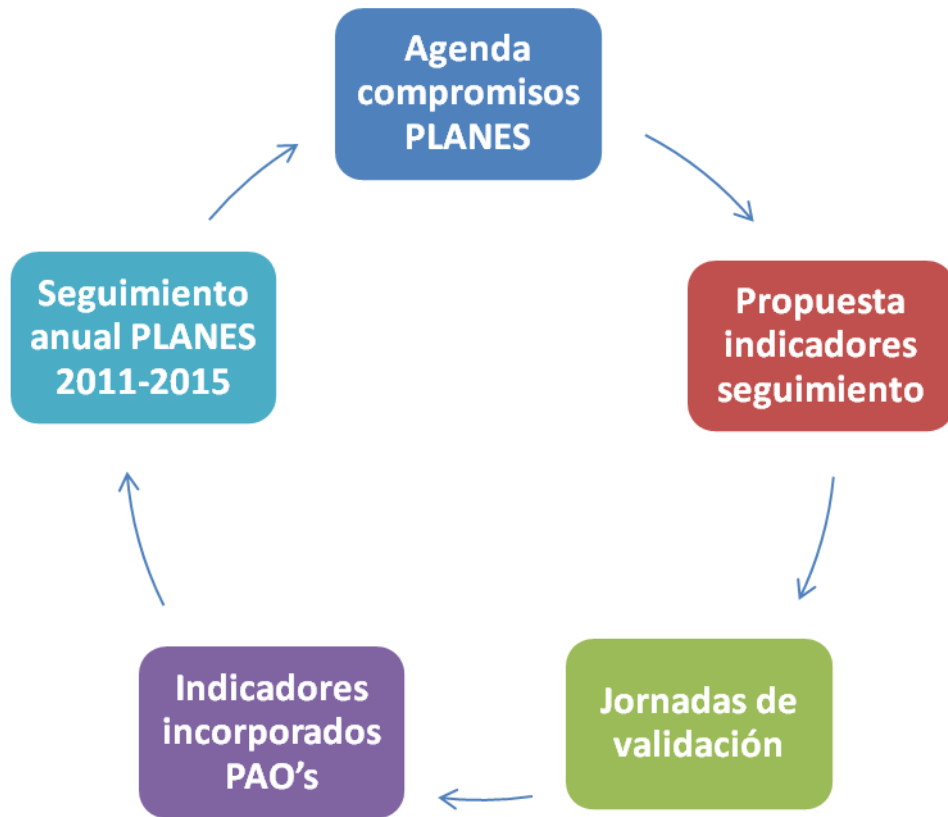 Agenda
compromisos
PLANES
Propuesta
indicadores
seguimiento
Jornadas de
validación
Indicadores
incorporados
PAO’s
Seguimiento
anual PLANES
2011-2015